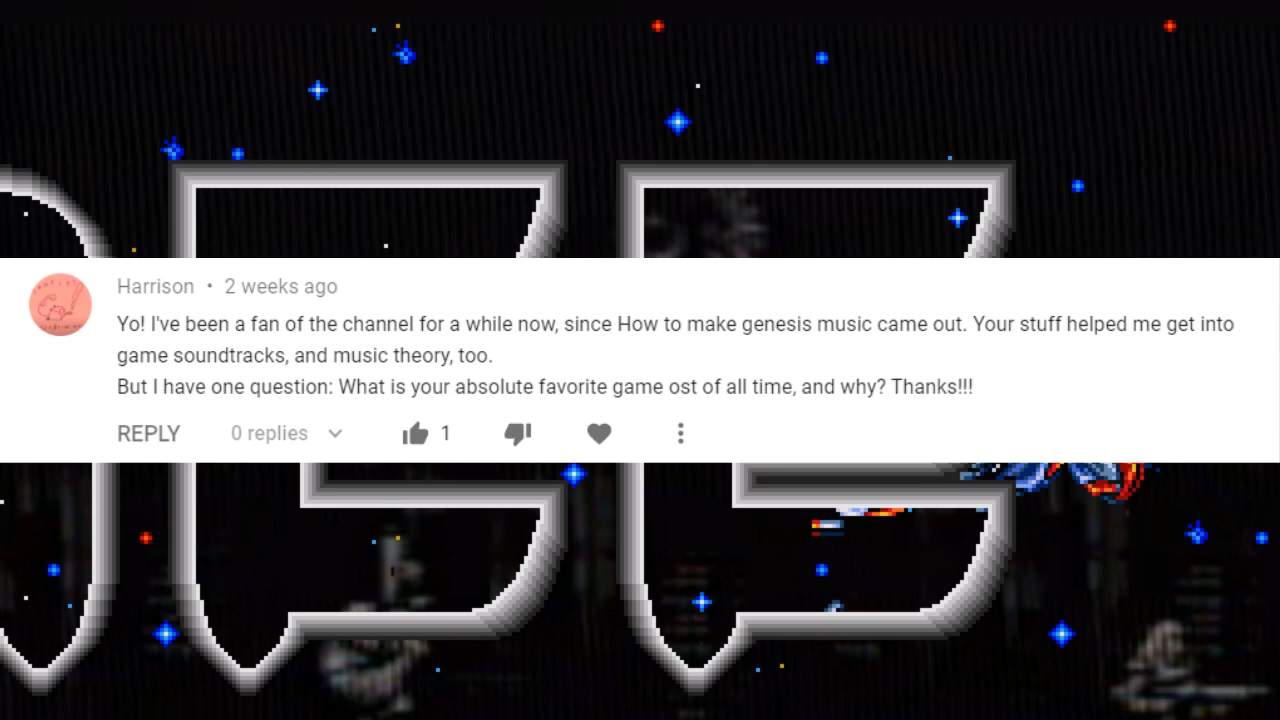 Harrison • 2 weeks ago
Yo! I've been a fan of the channel for a while now, since How to make genesis music came out. Your stuff helped me get into
game soundtracks, and music theory, too.
But I have one question: What is your absolute favorite game ost of all time, and why? Thanks!!!
REPLY 0 replies 1